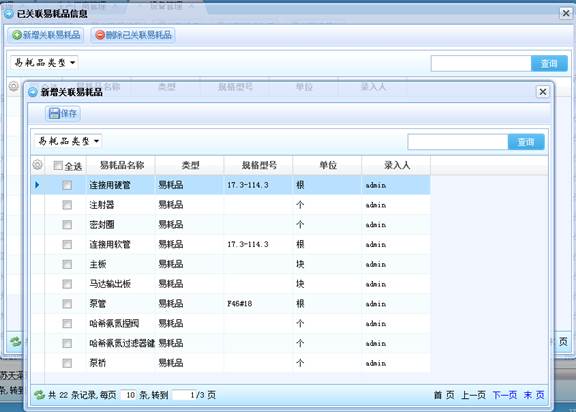 已关联易耗品信息
新增关联易耗品 删除已关联易耗品
易耗品类型 查询
易耗品名称 类型 规格型号 单位 录入人
新增关联易耗品
保存
易耗品类型 查询
全选 易耗品名称 类型 规格型号 单位 录入人
连接用硬管 易耗品 17.3-114.3 根 admin
注射器 易耗品 个 admin
密封圈 易耗品 个 admin
连接用软管 易耗品 17.3-114.3 根 admin
主板 易耗品 块 admin
马达输出板 易耗品 块 admin
泵管 易耗品 F46#18 根 admin
哈希氨氮捏阀 易耗品 个 admin
哈希氨氮过滤器键 易耗品 个 admin
泵桥 易耗品 个 admin
共 22 条记录,每页 10 条,转到 1/3 页 首 页 上一页 下一页 末 页
页
条,转到